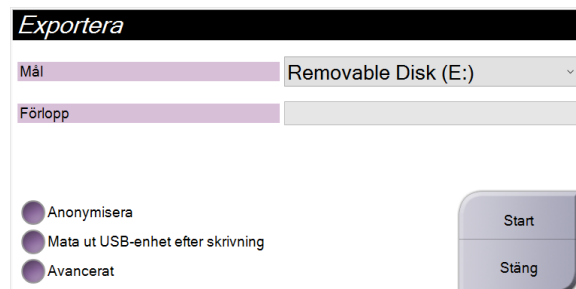 Exportera
Mål
Removable Disk (E:)
Förlopp
Anonymisera
Mata ut USB-enhet efter skrivning
Avancerat
Start
Stäng